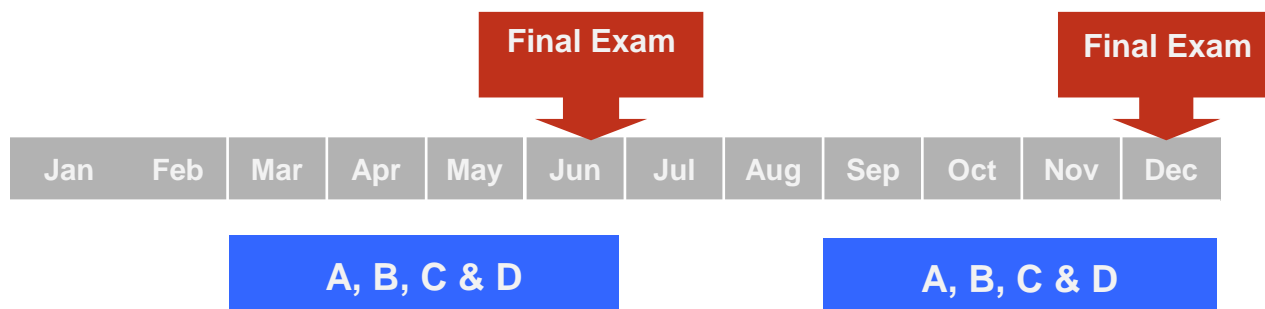 Final Exam
Final Exam
Jan Feb Mar Apr May Jun Jul Aug Sep Oct Nov Dec
A, B, C & D
A, B, C & D